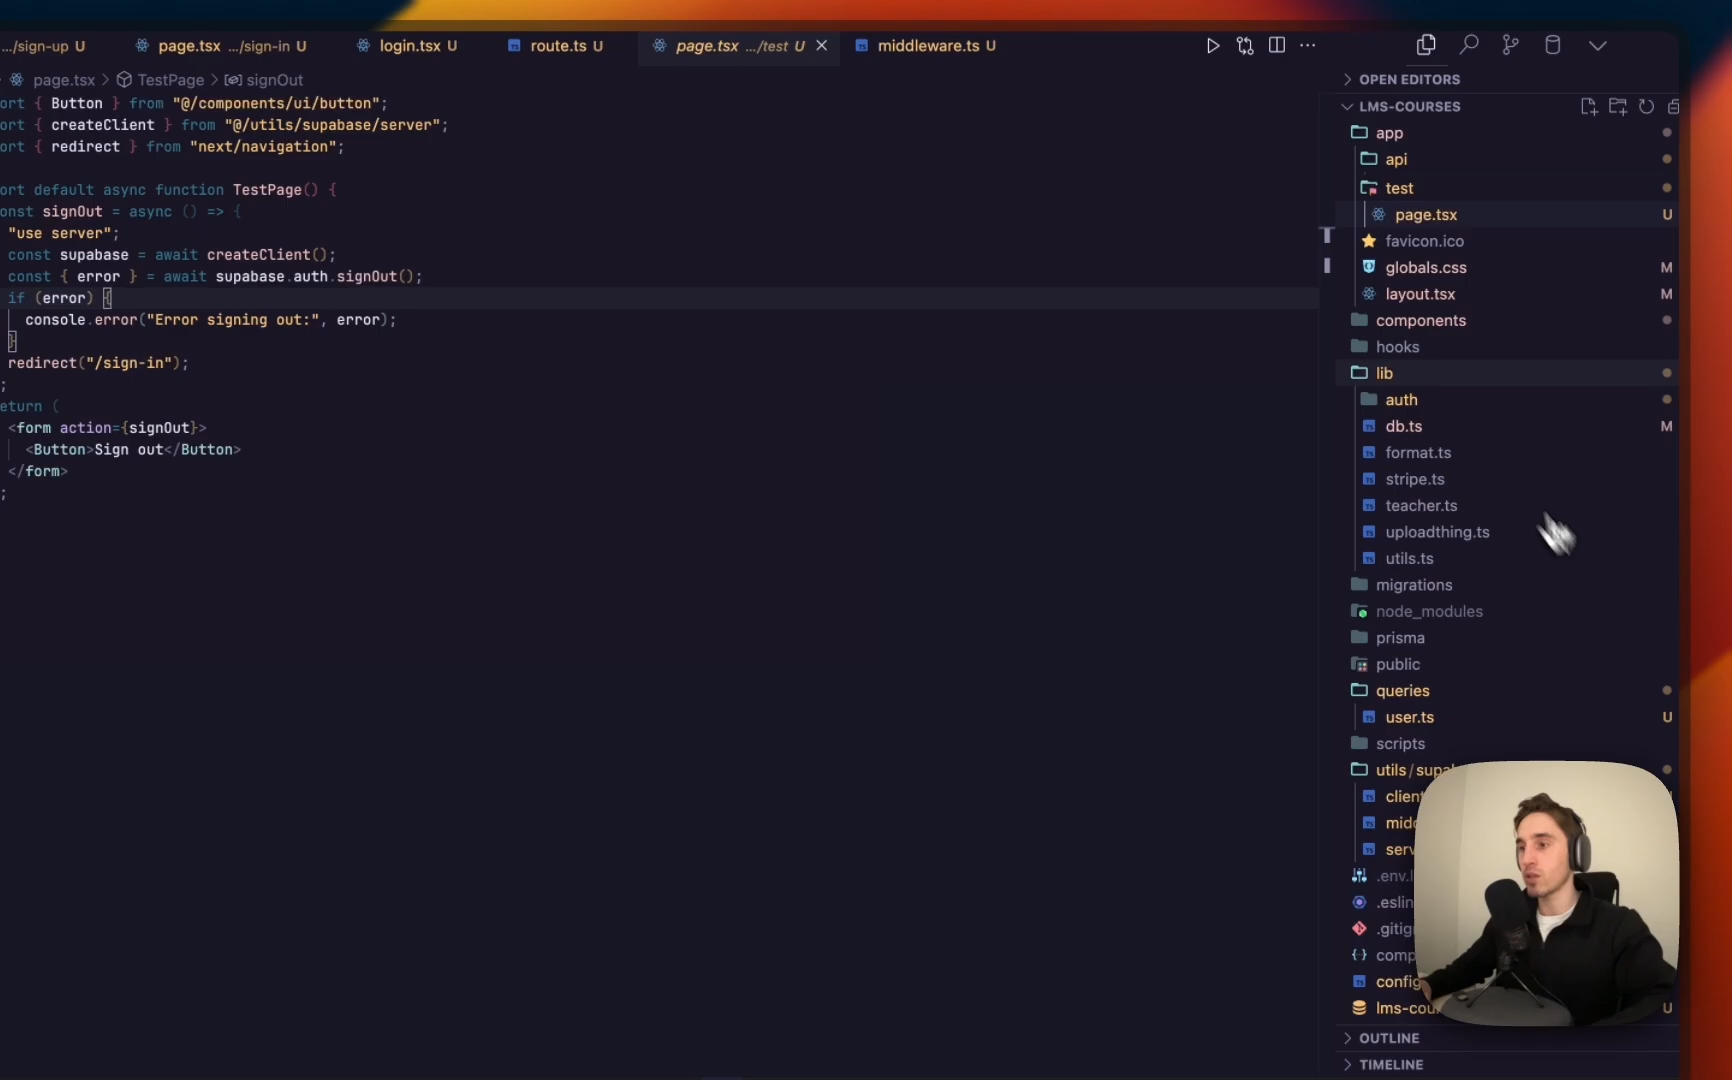 .../sign-up U
page.tsx .../sign-in U
login.tsx U
route.ts U
page.tsx .../test U
middleware.ts U
page.tsx > TestPage > signOut
ort { Button } from "@/components/ui/button";
ort { createClient } from "@/utils/supabase/server";
ort { redirect } from "next/navigation";
ort default async function TestPage() {
onst signOut = async () => {
"use server";
const supabase = await createClient();
const { error } = await supabase.auth.signOut();
if (error) {
console.error("Error signing out:", error);
}
redirect("/sign-in");
;
eturn (
<form action={signOut}>
<Button>Sign out</Button>
</form>
;
OPEN EDITORS
LMS-COURSES
app
api
test
page.tsx U
favicon.ico
globals.css M
layout.tsx M
components
hooks
lib
auth
db.ts M
format.ts
stripe.ts
teacher.ts
uploadthing.ts
utils.ts
migrations
node_modules
prisma
public
queries
user.ts U
scripts
utils/supa
client
midd
serv
.env.l
.eslin
.gitig
comp
config
lms-cou U
OUTLINE
TIMELINE